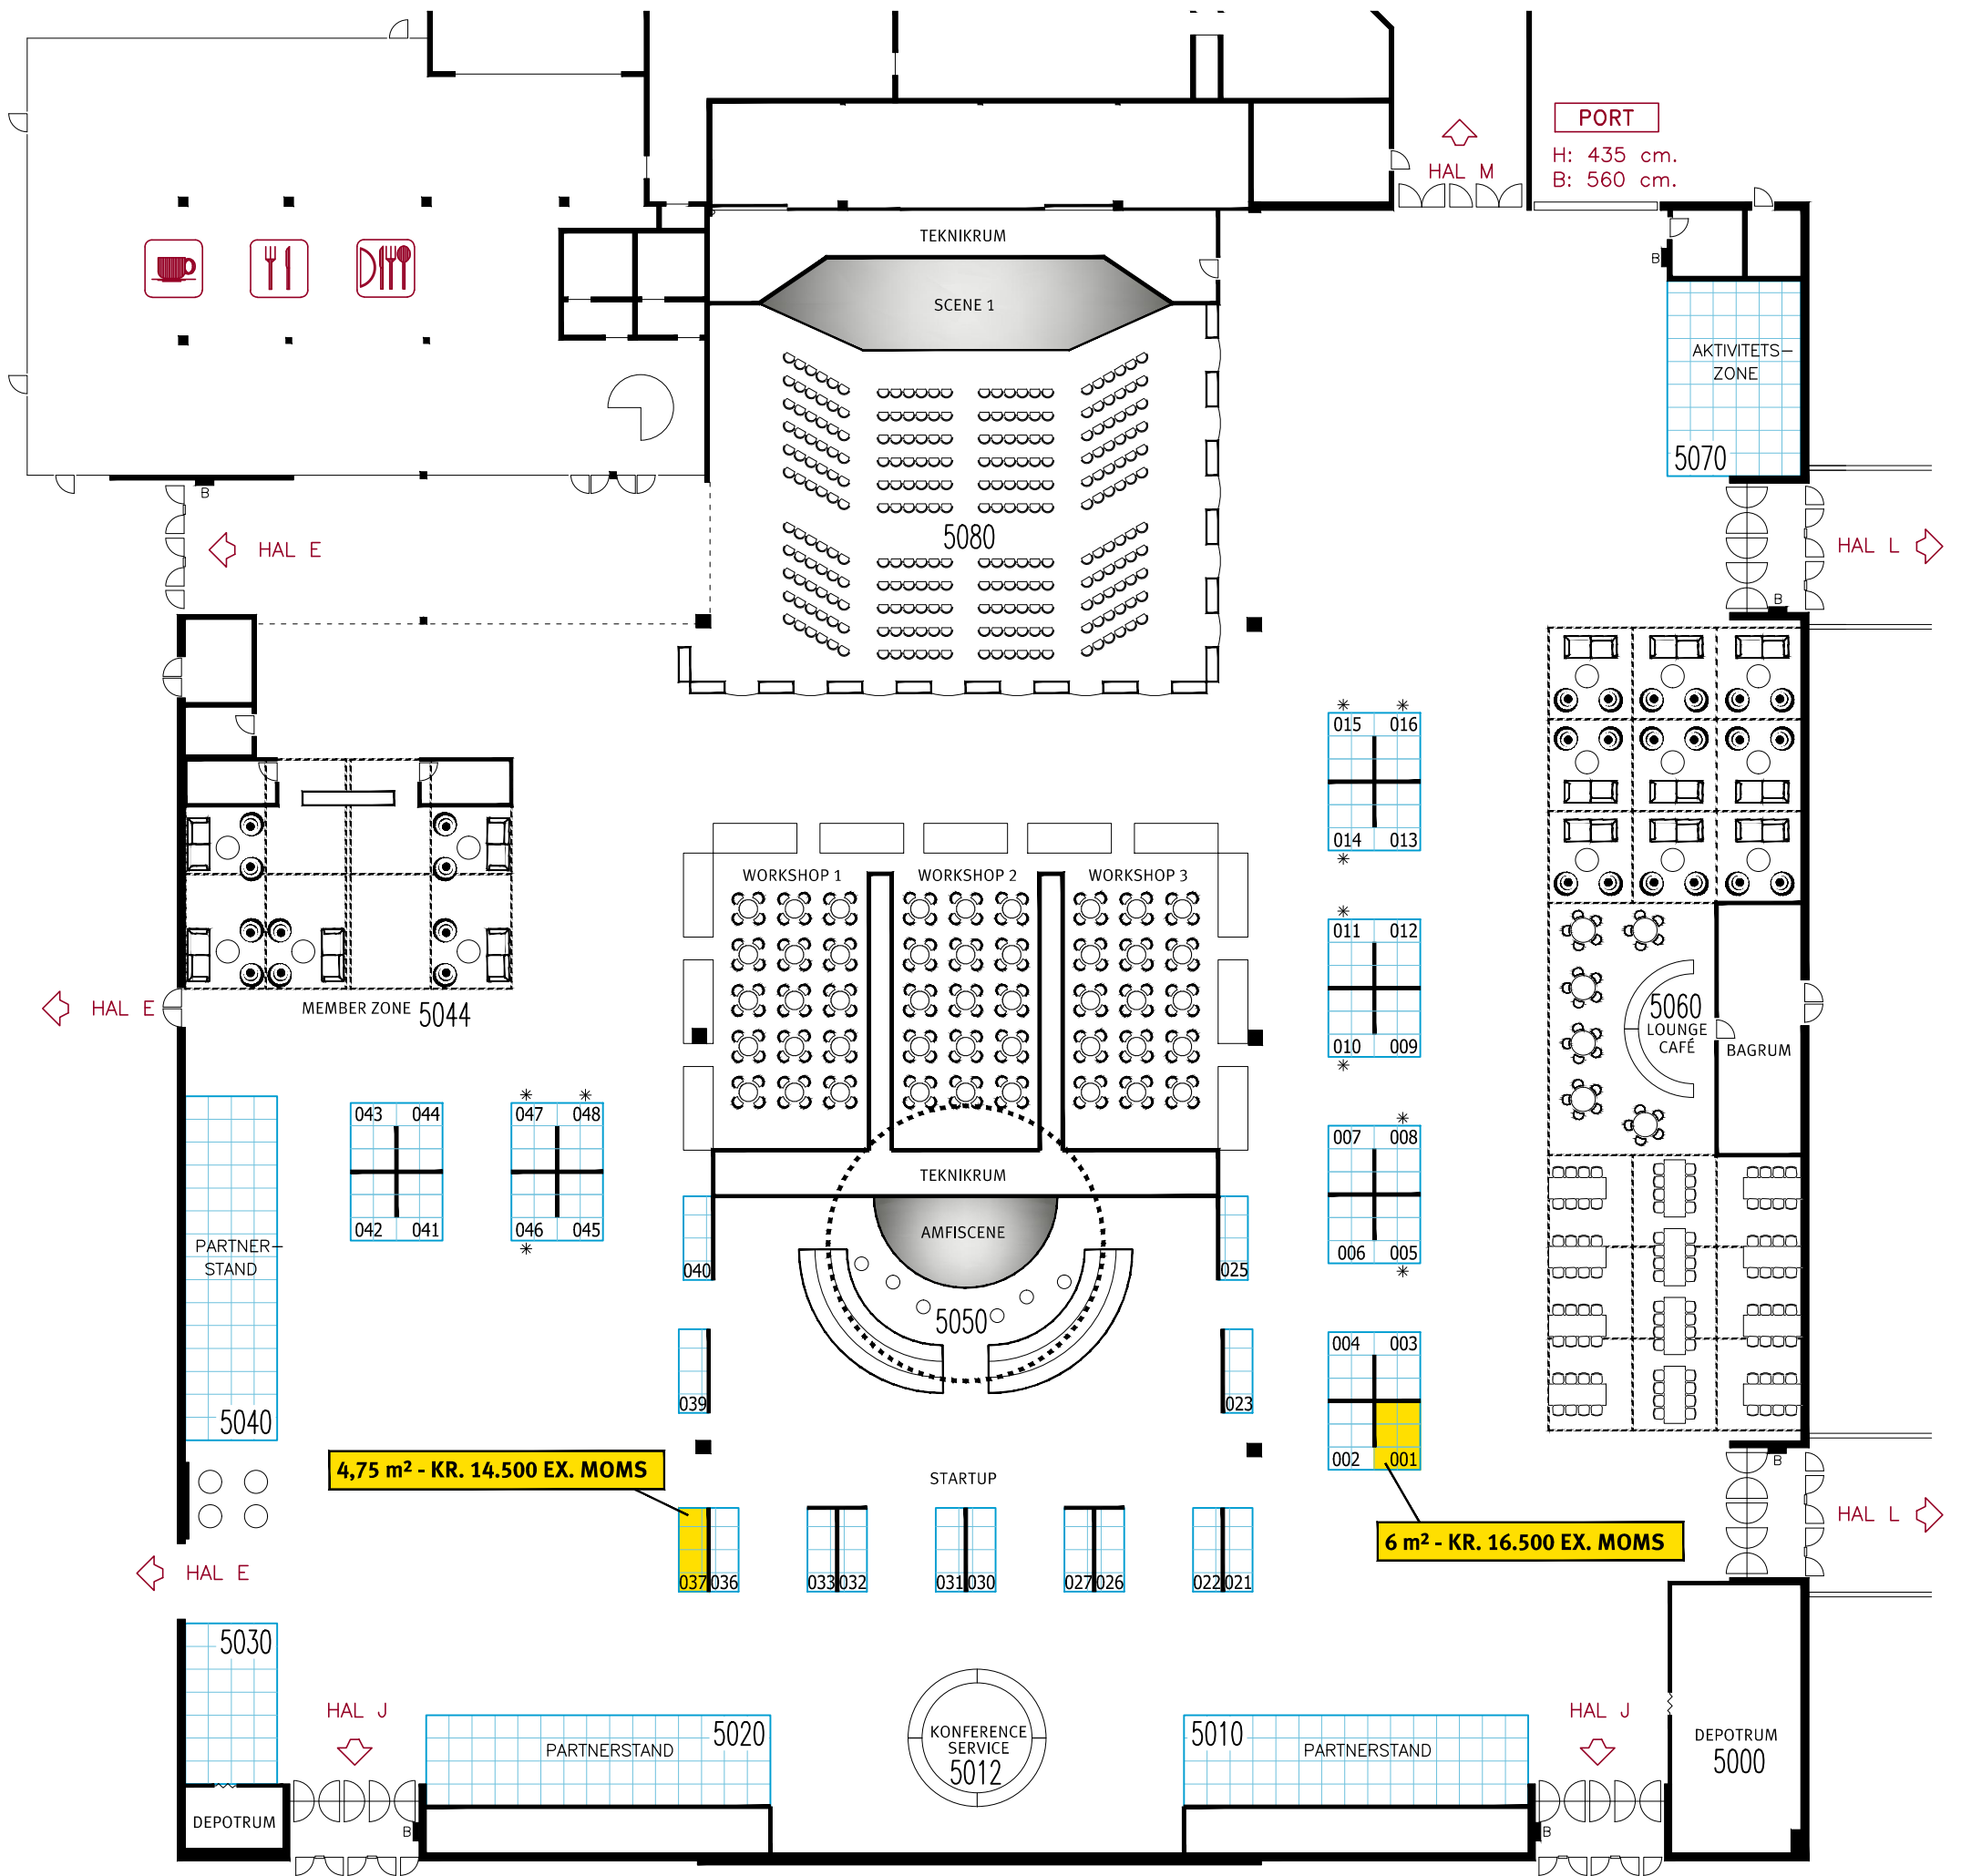 PORT
H: 435 cm.
B: 560 cm.
HAL M
TEKNIKRUM
B
SCENE 1
AKTIVITETS-
ZONE
5070
B
5080
HAL E
HAL L
B
015 016
014 013
WORKSHOP 1 WORKSHOP 2 WORKSHOP 3
011 012
010 009
MEMBER ZONE 5044
HAL E
5060
LOUNGE
CAFÉ
BAGRUM
043 044
042 041
047 048
046 045
007 008
006 005
TEKNIKRUM
AMFISCENE
PARTNER-
STAND
040
025
5050
039
023
004 003
002 001
5040
4,75 m² - KR. 14.500 EX. MOMS
STARTUP
B
HAL L
6 m² - KR. 16.500 EX. MOMS
037 036
033 032
031 030
027 026
022 021
HAL E
5030
HAL J
HAL J
5020
PARTNERSTAND
KONFERENCE
SERVICE
5012
5010
PARTNERSTAND
DEPOTRUM
5000
DEPOTRUM
B
B